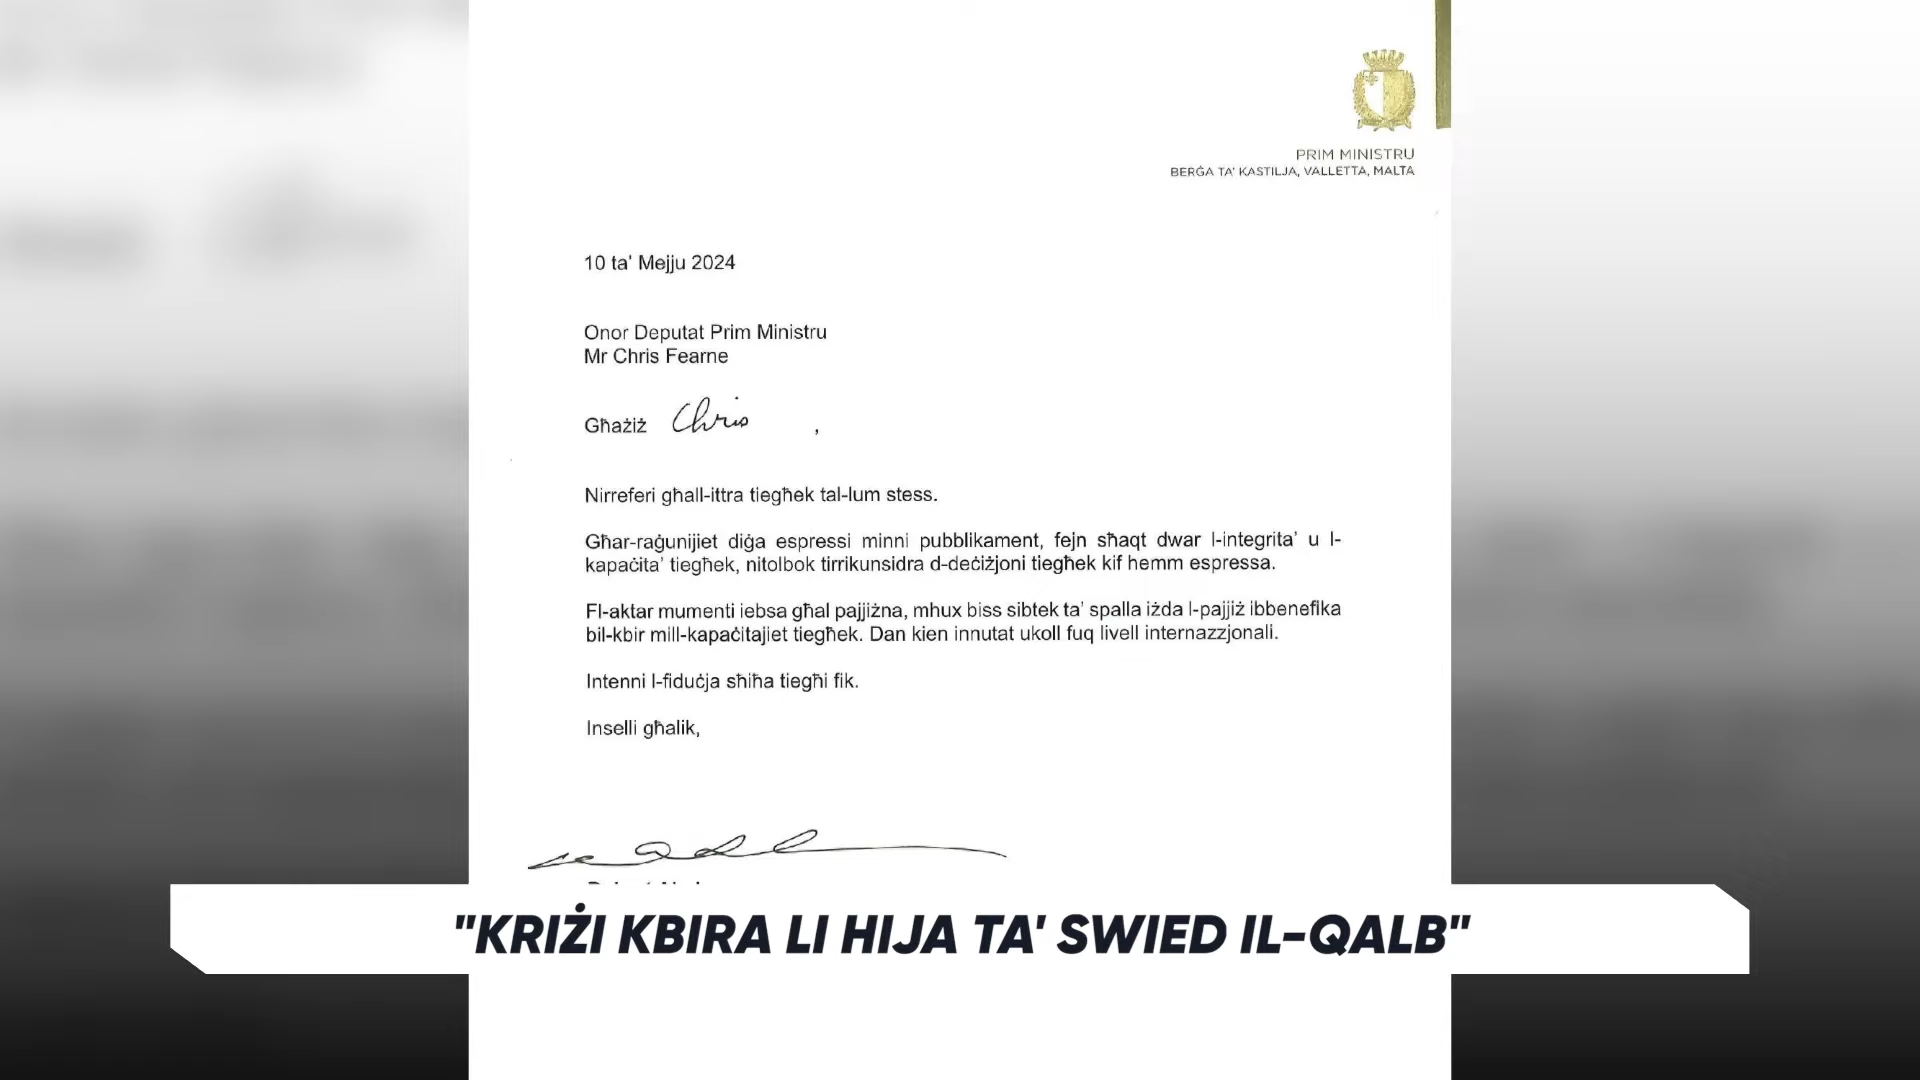 PRIM MINISTRU
BERĠA TA' KASTILJA, VALLETTA, MALTA
10 ta' Mejju 2024
Onor Deputat Prim Ministru
Mr Chris Fearne
Għażiż Chris ,
Nirreferi għall-ittra tiegħek tal-lum stess.
Għar-raġunijiet diġa espressi minni pubblikament, fejn sħaqt dwar l-integrita' u l-
kapaċita' tiegħek, nitolbok tirrikunsidra d-deċiżjoni tiegħek kif hemm espressa.
Fl-aktar mumenti iebsa għal pajjiżna, mhux biss sibtek ta' spalla iżda l-pajjiż ibbenefika
bil-kbir mill-kapaċitajiet tiegħek. Dan kien innutat ukoll fuq livell internazzjonali.
Intenni l-fiduċja sħiħa tiegħi fik.
Inselli għalik,
"KRIŻI KBIRA LI HIJA TA' SWIED IL-QALB"